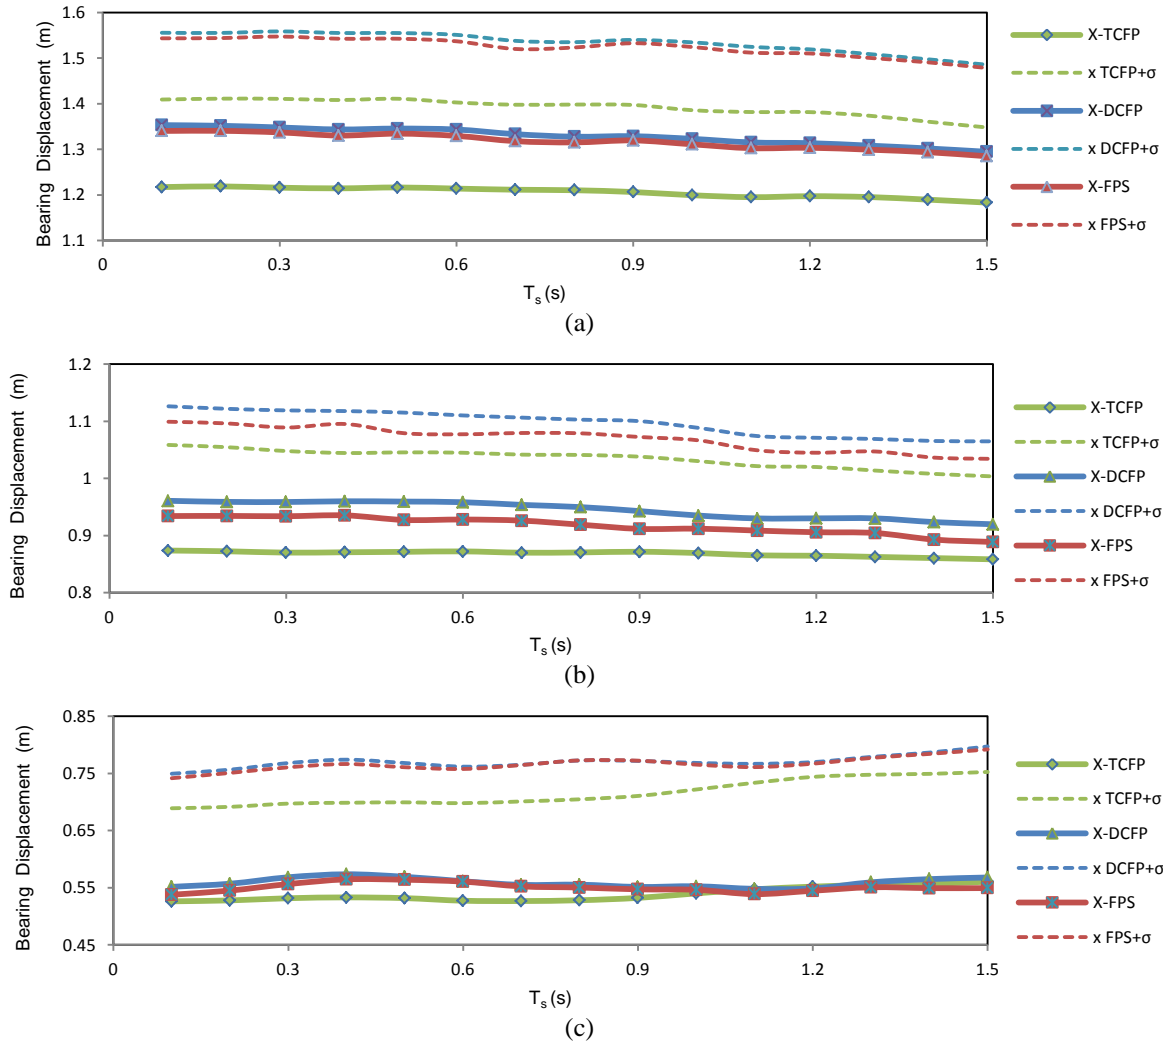 1.6
1.5
1.4
1.3
1.2
1.1
Bearing Displacement (m)
0
0.3
0.6
0.9
1.2
1.5
Ts (s)
X-TCFP
x TCFP+σ
X-DCFP
x DCFP+σ
X-FPS
x FPS+σ
(a)
1.2
1.1
1
0.9
0.8
Bearing Displacement (m)
0
0.3
0.6
0.9
1.2
1.5
Ts (s)
X-TCFP
x TCFP+σ
X-DCFP
x DCFP+σ
X-FPS
x FPS+σ
(b)
0.85
0.75
0.65
0.55
0.45
Bearing Displacement (m)
0
0.3
0.6
0.9
1.2
1.5
Ts (s)
X-TCFP
x TCFP+σ
X-DCFP
x DCFP+σ
X-FPS
x FPS+σ
(c)